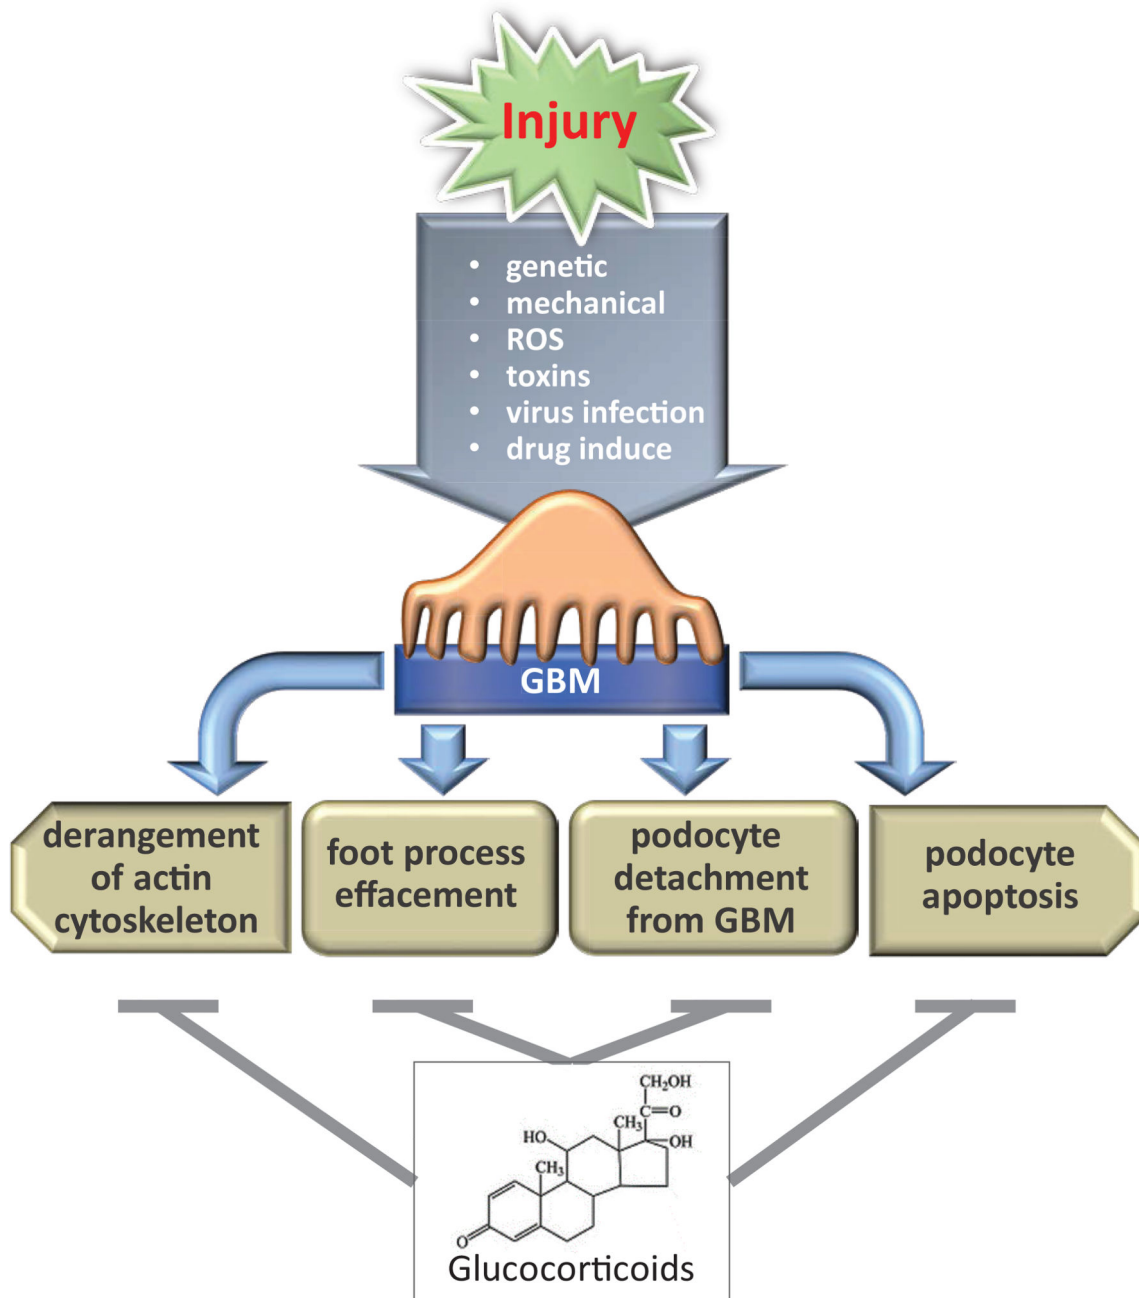 Injury
• genetic
• mechanical
• ROS
• toxins
• virus infection
• drug induce
GBM
derangement
of actin
cytoskeleton
foot process
effacement
podocyte
detachment
from GBM
podocyte
apoptosis
CH₂OH
C=O
CH₃
OH
HO
CH₃
O
Glucocorticoids